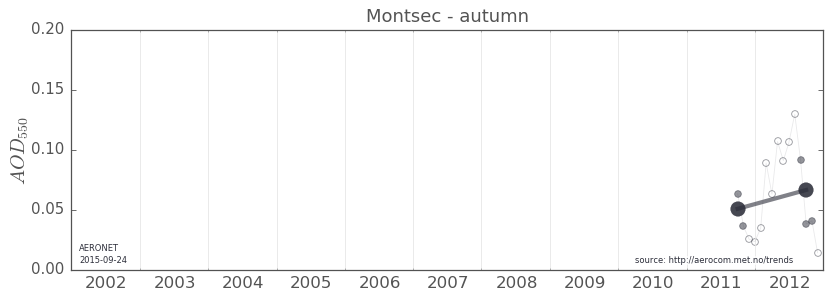 Montsec - autumn
0.20
0.15
0.10
0.05
0.00
AOD550
AERONET
2015-09-24
source: http://aerocom.met.no/trends
2002 2003 2004 2005 2006 2007 2008 2009 2010 2011 2012